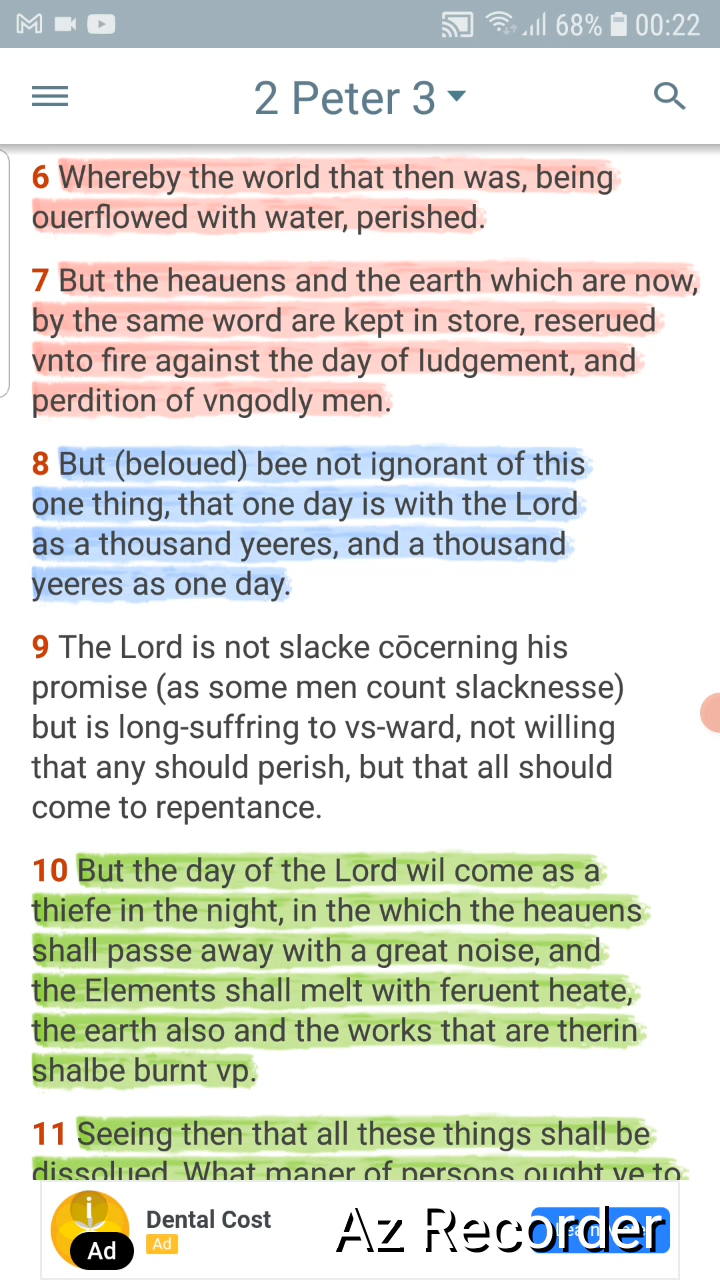 68% 00:22
2 Peter 3
6 Whereby the world that then was, being
ouerflowed with water, perished.
7 But the heauens and the earth which are now,
by the same word are kept in store, reserued
vnto fire against the day of Iudgement, and
perdition of vngodly men.
8 But (beloued) bee not ignorant of this
one thing, that one day is with the Lord
as a thousand yeeres, and a thousand
yeeres as one day.
9 The Lord is not slacke cōcerning his
promise (as some men count slacknesse)
but is long-suffring to vs-ward, not willing
that any should perish, but that all should
come to repentance.
10 But the day of the Lord wil come as a
thiefe in the night, in the which the heauens
shall passe away with a great noise, and
the Elements shall melt with feruent heate,
the earth also and the works that are therin
shalbe burnt vp.
11 Seeing then that all these things shall be
dissolued, What maner of persons ought ye to
Dental Cost
Ad
Ad
Az Recorder